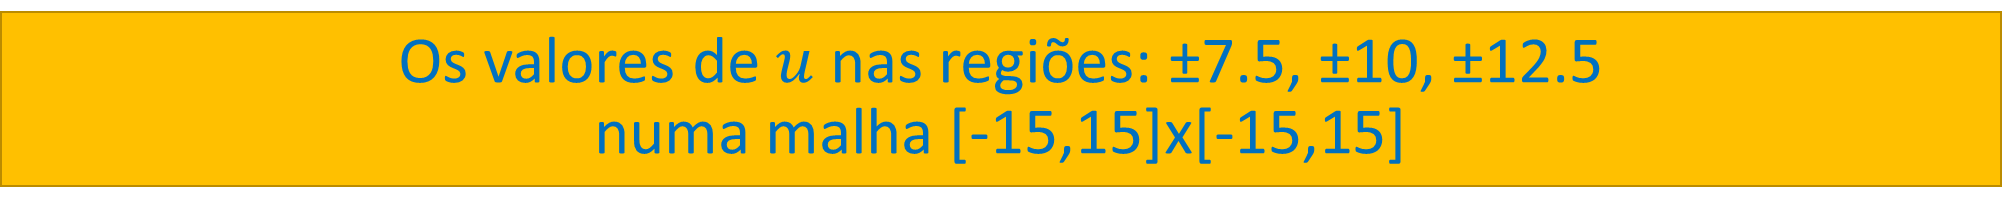 Os valores de 𝑢 nas regiões: ±7.5, ±10, ±12.5
numa malha [-15,15]x[-15,15]